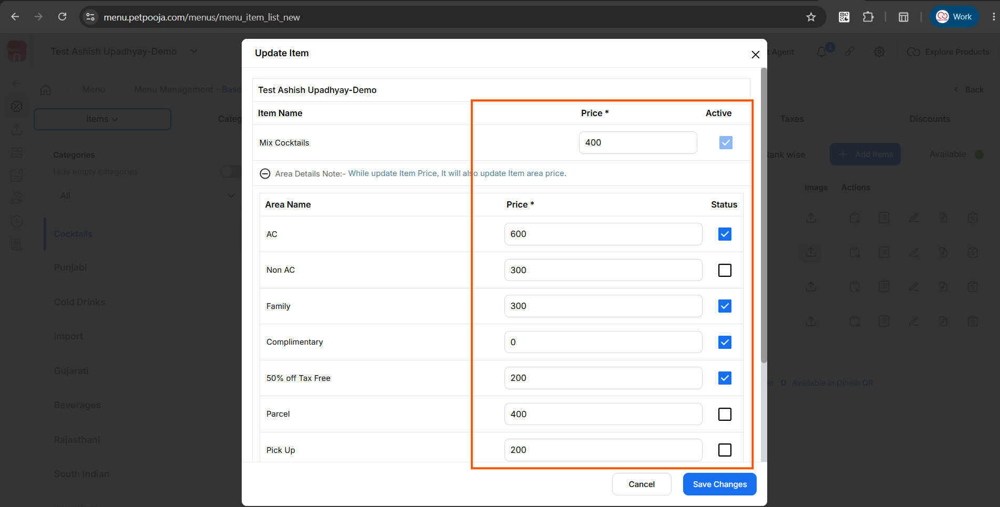 menu.petpooja.com/menus/menu_item_list_new
Work
Test Ashish Upadhyay-Demo
Update Item
t Agent
2
Explore Products
Menu
Menu Management - Base
Back
Items
Categ
Taxes
Discounts
Categories
Hide empty categories
All
Rank wise
Add Items
Available
Image
Actions
Cocktails
Punjabi
Cold Drinks
Import
Gujarati
Beverages
Rajasthani
South Indian
Test Ashish Upadhyay-Demo
Item Name Price * Active
Mix Cocktails 400
Area Details Note:- While update Item Price, It will also update Item area price.
Area Name Price * Status
AC 600
Non AC 300
Family 300
Complimentary 0
50% off Tax Free 200
Parcel 400
Pick Up 200
er D Available in Dinein QR
Cancel
Save Changes